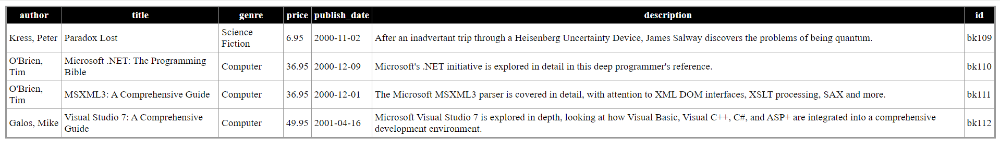 author title genre price publish_date description id
Kress, Peter Paradox Lost Science Fiction 6.95 2000-11-02 After an inadvertant trip through a Heisenberg Uncertainty Device, James Salway discovers the problems of being quantum. bk109
O'Brien, Tim Microsoft .NET: The Programming Bible Computer 36.95 2000-12-09 Microsoft's .NET initiative is explored in detail in this deep programmer's reference. bk110
O'Brien, Tim MSXML3: A Comprehensive Guide Computer 36.95 2000-12-01 The Microsoft MSXML3 parser is covered in detail, with attention to XML DOM interfaces, XSLT processing, SAX and more. bk111
Galos, Mike Visual Studio 7: A Comprehensive Guide Computer 49.95 2001-04-16 Microsoft Visual Studio 7 is explored in depth, looking at how Visual Basic, Visual C++, C#, and ASP+ are integrated into a comprehensive development environment. bk112